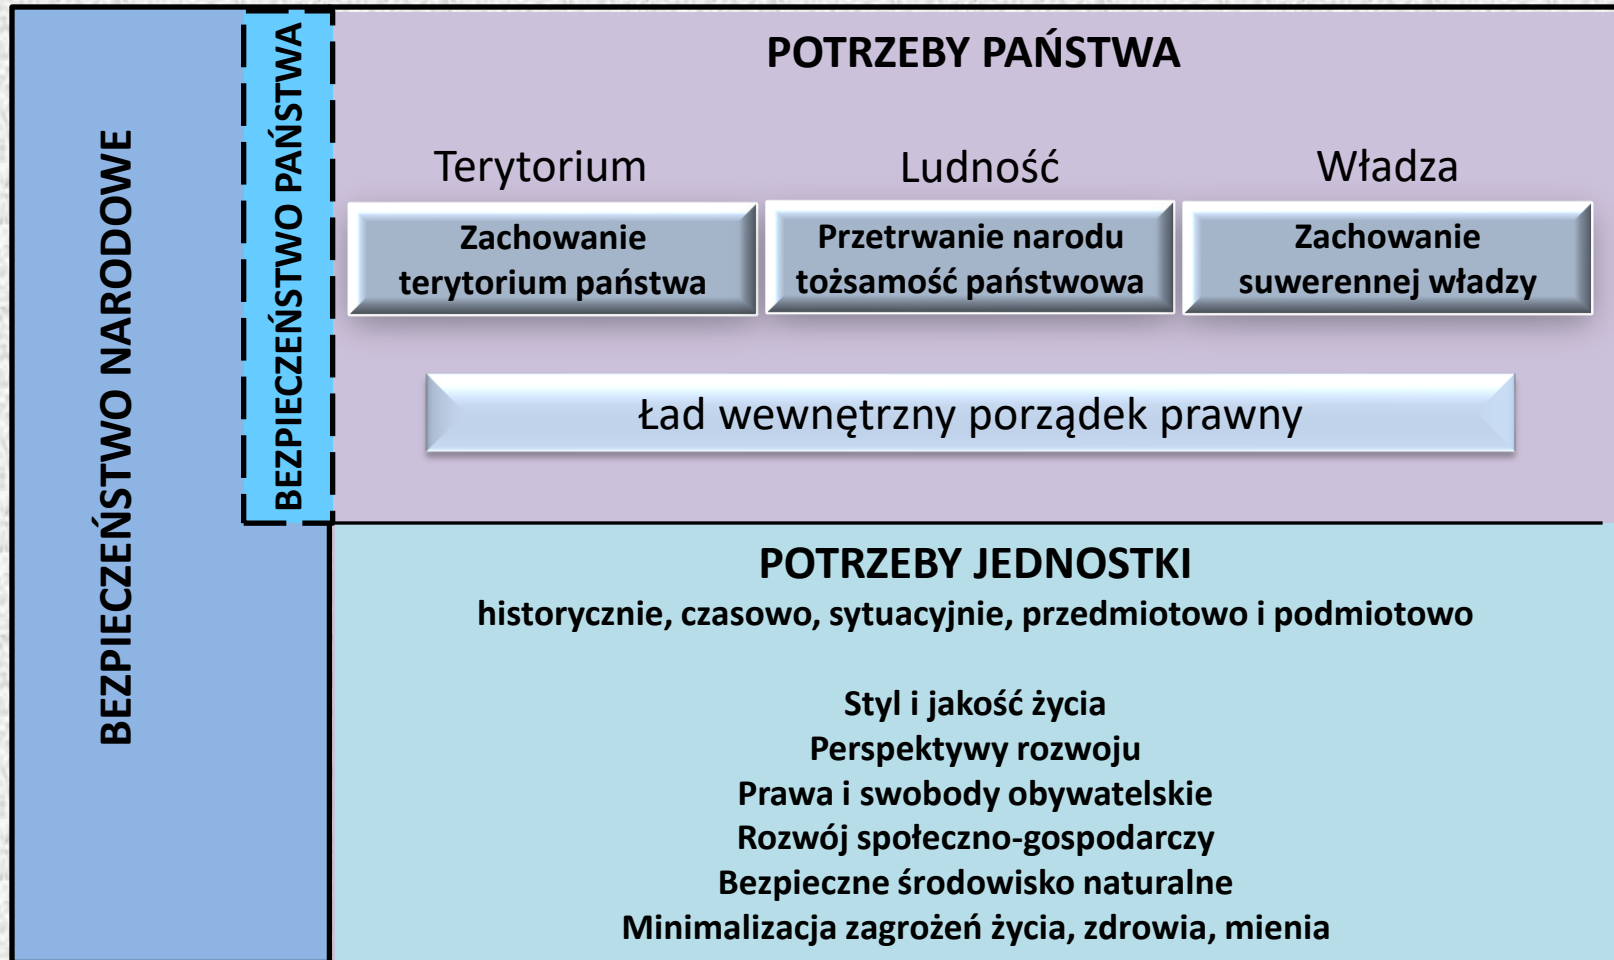 BEZPIECZEŃSTWO NARODOWE
BEZPIECZEŃSTWO PAŃSTWA
POTRZEBY PAŃSTWA
Terytorium
Ludność
Władza
Zachowanie
terytorium państwa
Przetrwanie narodu
tożsamość państwowa
Zachowanie
suwerennej władzy
Ład wewnętrzny porządek prawny
POTRZEBY JEDNOSTKI
historycznie, czasowo, sytuacyjnie, przedmiotowo i podmiotowo
Styl i jakość życia
Perspektywy rozwoju
Prawa i swobody obywatelskie
Rozwój społeczno-gospodarczy
Bezpieczne środowisko naturalne
Minimalizacja zagrożeń życia, zdrowia, mienia